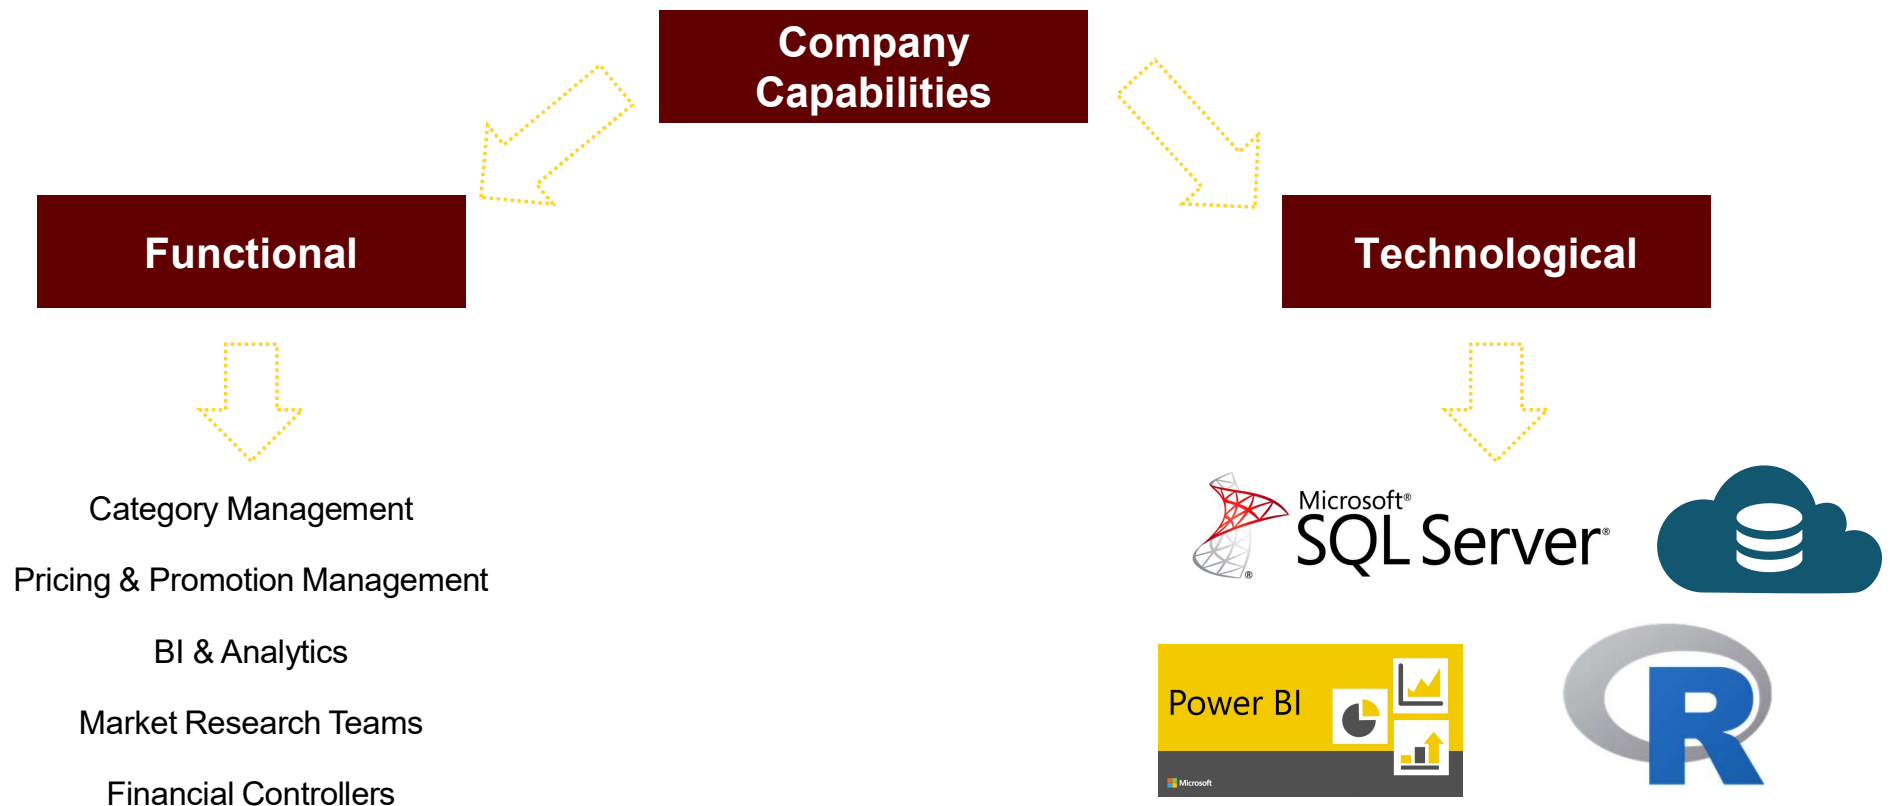 Company
Capabilities
Functional
Technological
Category Management
Pricing & Promotion Management
BI & Analytics
Market Research Teams
Financial Controllers
Microsoft®
SQL Server®
®
Power BI
Microsoft
R